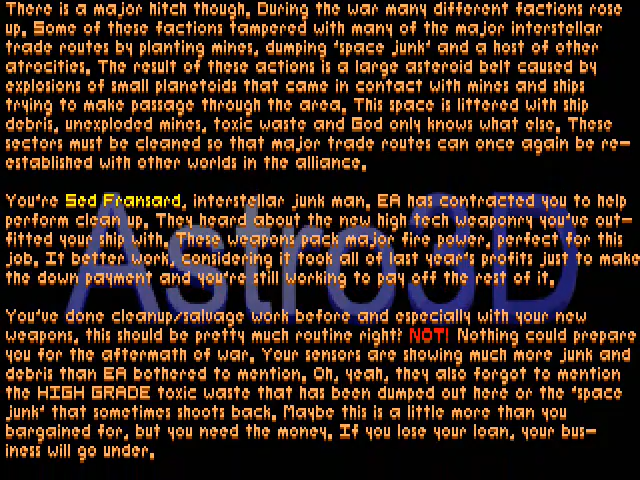 There is a major hitch though. During the war many different factions rose
up. Some of these factions tampered with many of the major interstellar
trade routes by planting mines, dumping 'space junk' and a host of other
atrocities. The result of these actions is a large asteroid belt caused by
explosions of small planetoids that came in contact with mines and ships
trying to make passage through the area. This space is littered with ship
debris, unexploded mines, toxic waste and God only knows what else. These
sectors must be cleaned so that major trade routes can once again be re-
established with other worlds in the alliance.
You're Sed Fransard, interstellar junk man. EA has contracted you to help
perform clean up. They heard about the new high tech weaponry you've out-
fitted your ship with. These weapons pack major fire power, perfect for this
job. It better work, considering it took all of last year's profits just to make
the down payment and you're still working to pay off the rest of it.
Astro3D
You've done cleanup/salvage work before and especially with your new
weapons, this should be pretty much routine right? NOT! Nothing could prepare
you for the aftermath of war. Your sensors are showing much more junk and
debris than EA bothered to mention. Oh, yeah, they also forgot to mention
the HIGH GRADE toxic waste that has been dumped out here or the 'space
junk' that sometimes shoots back. Maybe this is a little more than you
bargained for, but you need the money. If you lose your loan, your bus-
iness will go under.